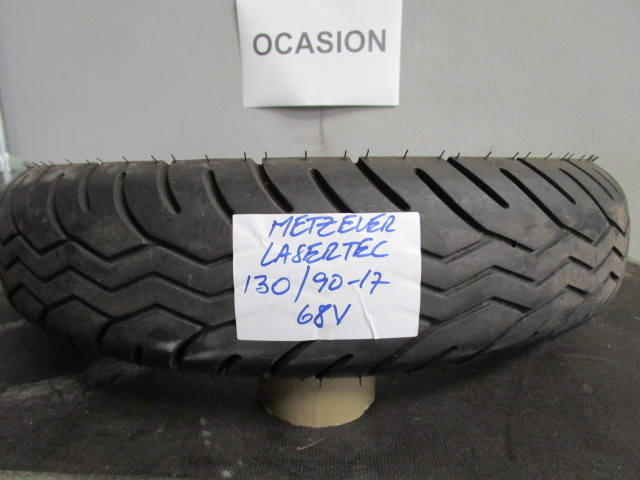 OCASION
METZELER
LASERTEC
130/90-17
68V